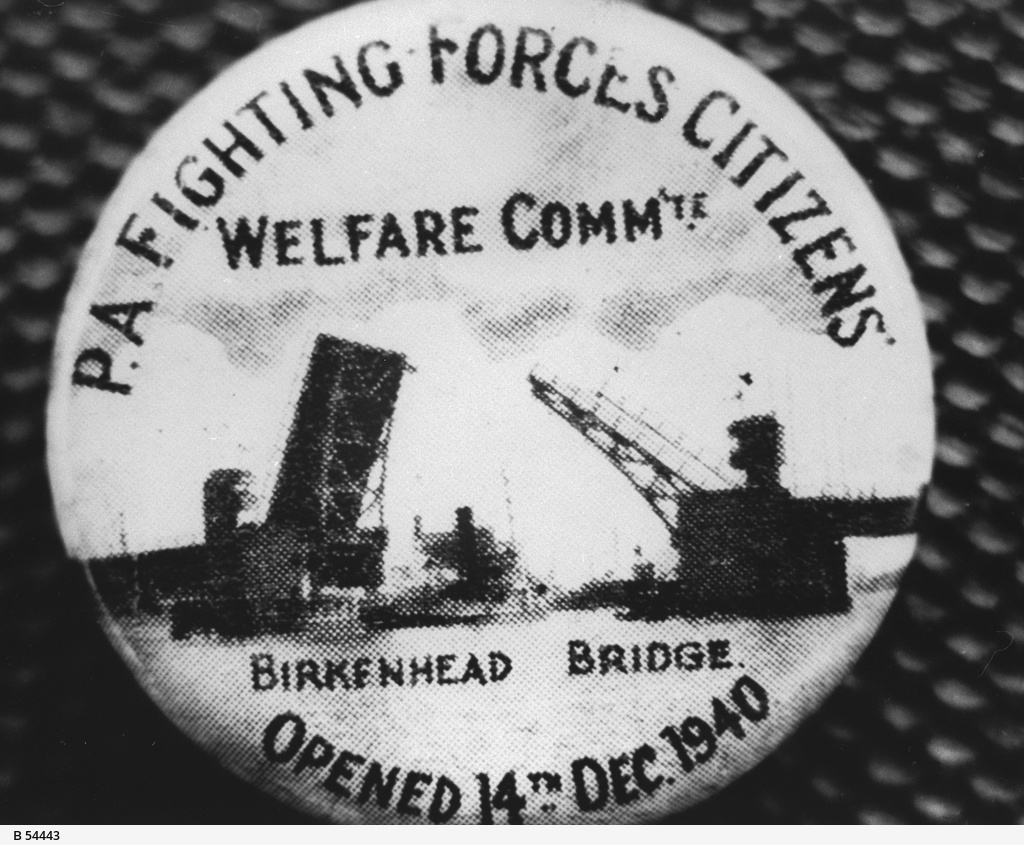 P.A FIGHTING FORCES CITIZENS'
WELFARE COMM'TE
BIRKENHEAD BRIDGE.
OPENED 14TH DEC. 1940
B 54443